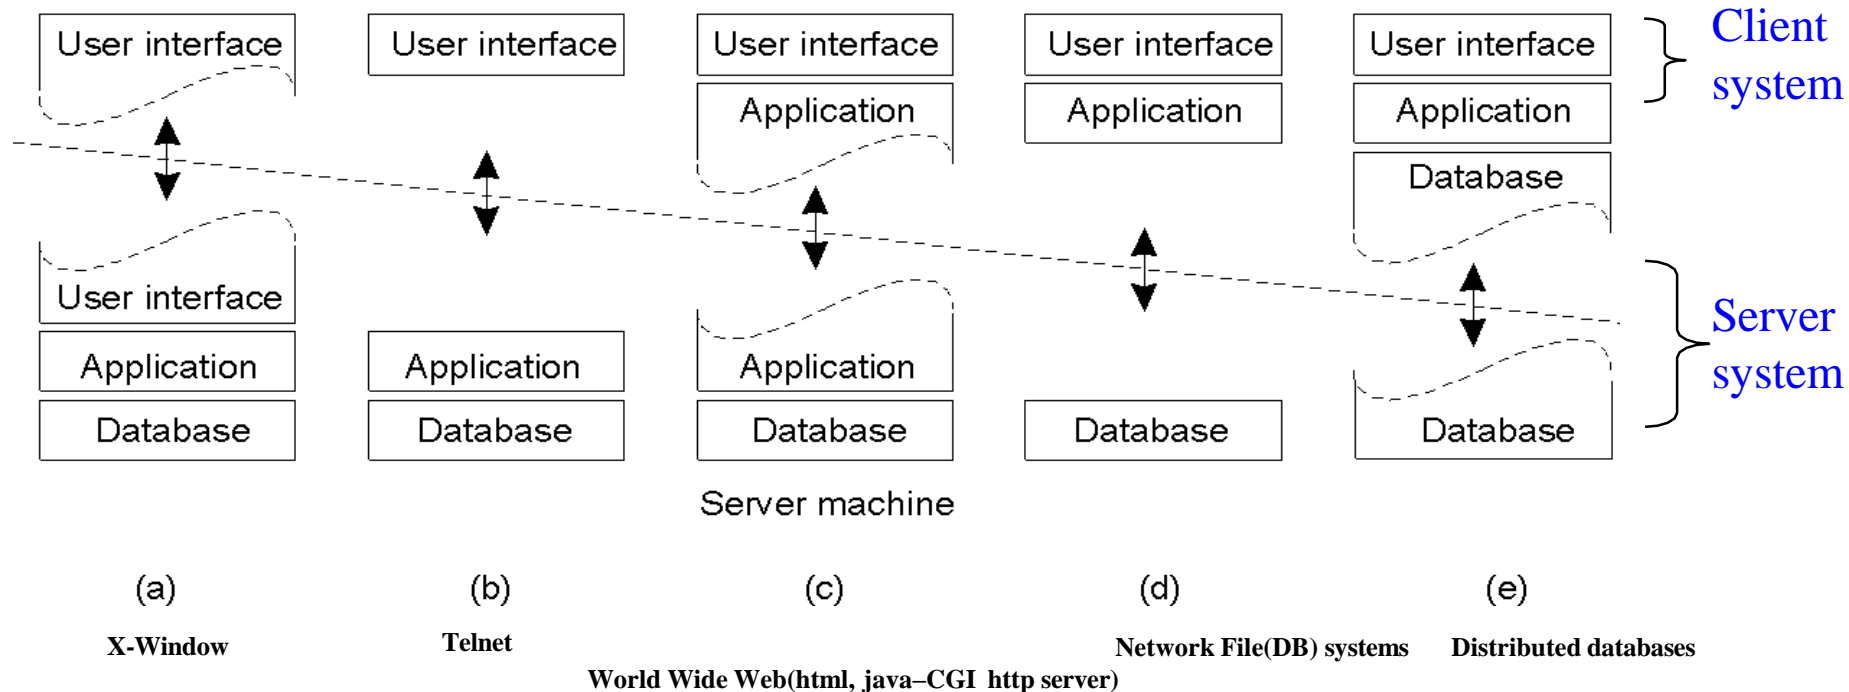 User interface User interface User interface User interface User interface
Client
system
Application Application Application
Database
User interface
Server
system
Application Application Application
Database Database Database Database Database
Server machine
(a) (b) (c) (d) (e)
X-Window Telnet Network File(DB) systems Distributed databases
World Wide Web(html, java–CGI http server)